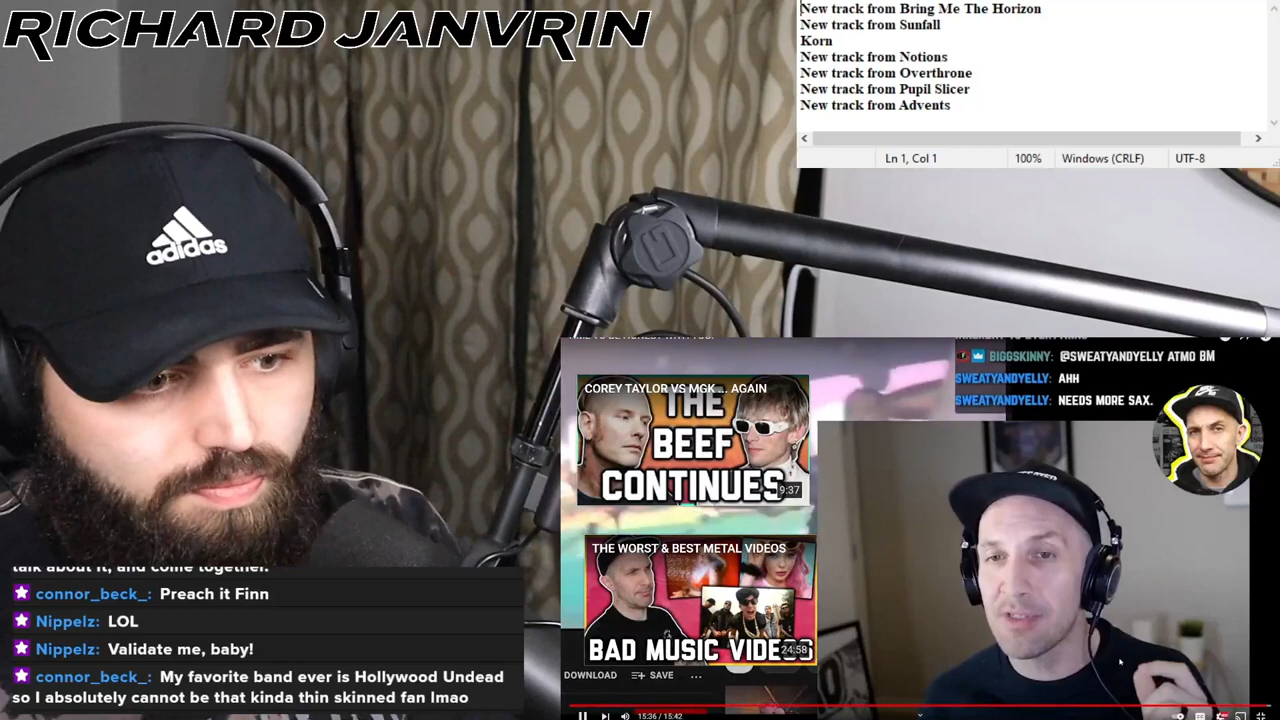 RICHARD JANVRIN
New track from Bring Me The Horizon
New track from Sunfall
Korn
New track from Notions
New track from Overthrone
New track from Pupil Slicer
New track from Advents
Ln 1, Col 1
100%
Windows (CRLF)
UTF-8
adidas
BIGGSKINNY: @SWEATYANDYELLY ATMO BM
SWEATYANDYELLY: AHH
SWEATYANDYELLY: NEEDS MORE SAX.
COREY TAYLOR VS MGK ... AGAIN
THE
BEEF
CONTINUES
9:37
THE WORST & BEST METAL VIDEOS
BAD MUSIC VIDEOS
24:58
DOWNLOAD
SAVE
...
15:36 / 15:42
talk about it, and come together.
connor_beck_: Preach it Finn
Nippelz: LOL
Nippelz: Validate me, baby!
connor_beck_: My favorite band ever is Hollywood Undead
so I absolutely cannot be that kinda thin skinned fan lmao